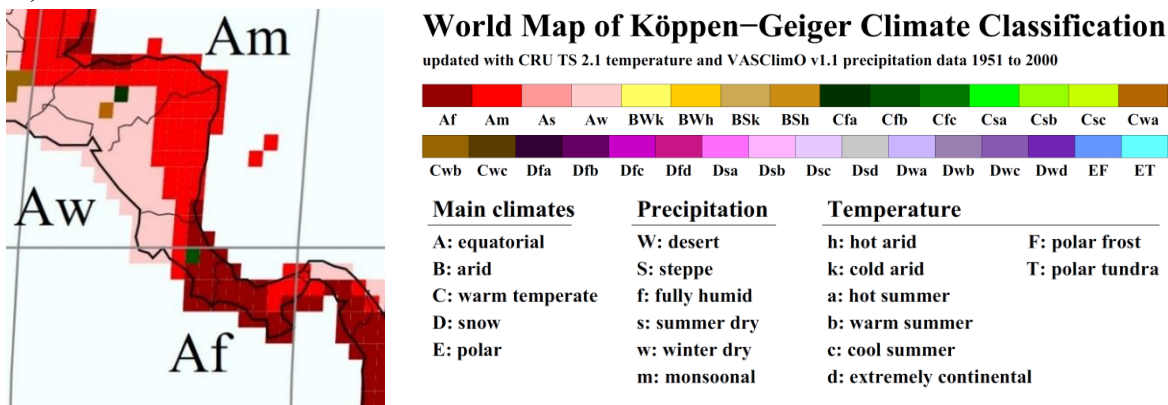 Am
Aw
Af
World Map of Köppen−Geiger Climate Classification
updated with CRU TS 2.1 temperature and VASClimO v1.1 precipitation data 1951 to 2000
Af Am As Aw BWk BWh BSk BSh Cfa Cfb Cfc Csa Csb Csc Cwa
Cwb Cwc Dfa Dfb Dfc Dfd Dsa Dsb Dsc Dsd Dwa Dwb Dwc Dwd EF ET
Main climates
A: equatorial
B: arid
C: warm temperate
D: snow
E: polar
Precipitation
W: desert
S: steppe
f: fully humid
s: summer dry
w: winter dry
m: monsoonal
Temperature
h: hot arid
k: cold arid
a: hot summer
b: warm summer
c: cool summer
d: extremely continental
F: polar frost
T: polar tundra